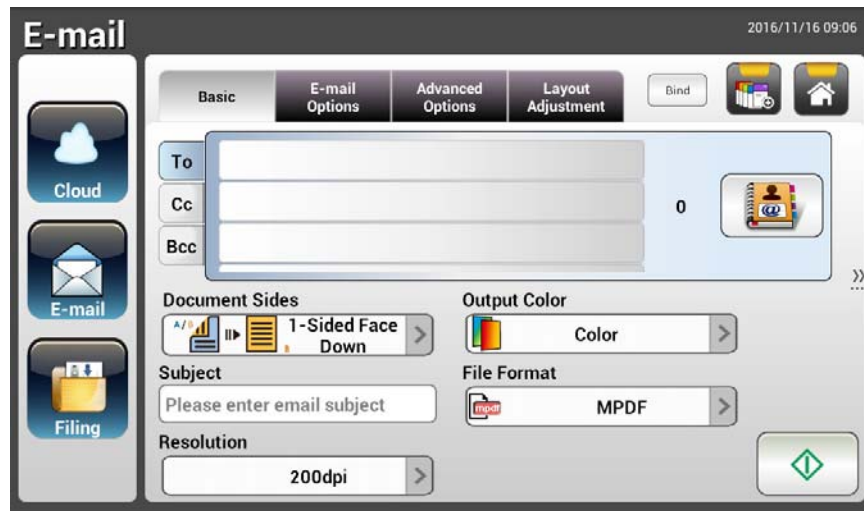 E-mail
2016/11/16 09:06
Basic
E-mail
Options
Advanced
Options
Layout
Adjustment
Bind
Cloud
E-mail
Filing
To
Cc
0
@
Bcc
Document Sides
Output Color
A/B
1-Sided Face
Down
Color
Subject
File Format
Please enter email subject
mpdf
MPDF
Resolution
200dpi